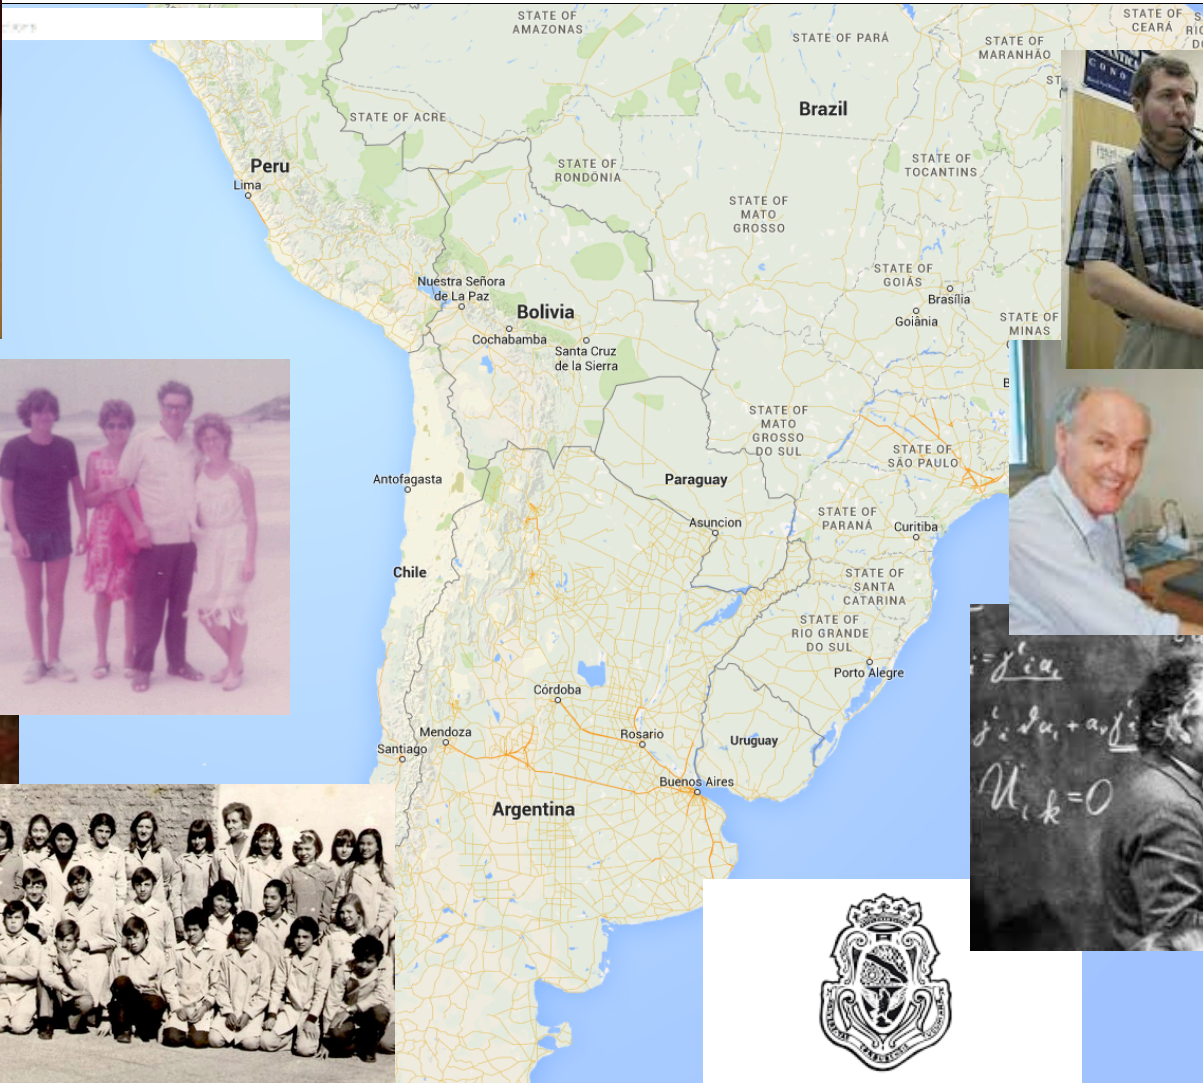 STATE OF
AMAZONAS
STATE OF PARÁ
STATE OF
MARANHÃO
STATE OF
CEARÁ
Brazil
STATE OF ACRE
Peru
Lima
STATE OF
RONDÔNIA
STATE OF
TOCANTINS
STATE OF
MATO
GROSSO
Nuestra Señora
de La Paz
STATE OF
GOIÁS
Brasília
Goiânia
STATE OF
MINAS
Bolivia
Cochabamba
Santa Cruz
de la Sierra
STATE OF
MATO
GROSSO
DO SUL
STATE OF
SÃO PAULO
Antofagasta
Paraguay
Asuncion
STATE OF
PARANÁ
Curitiba
Chile
STATE OF
SANTA
CATARINA
STATE OF
RIO GRANDE
DO SUL
Porto Alegre
Córdoba
Mendoza
Santiago
Rosario
Uruguay
Buenos Aires
Argentina
CONO
U i k = 0